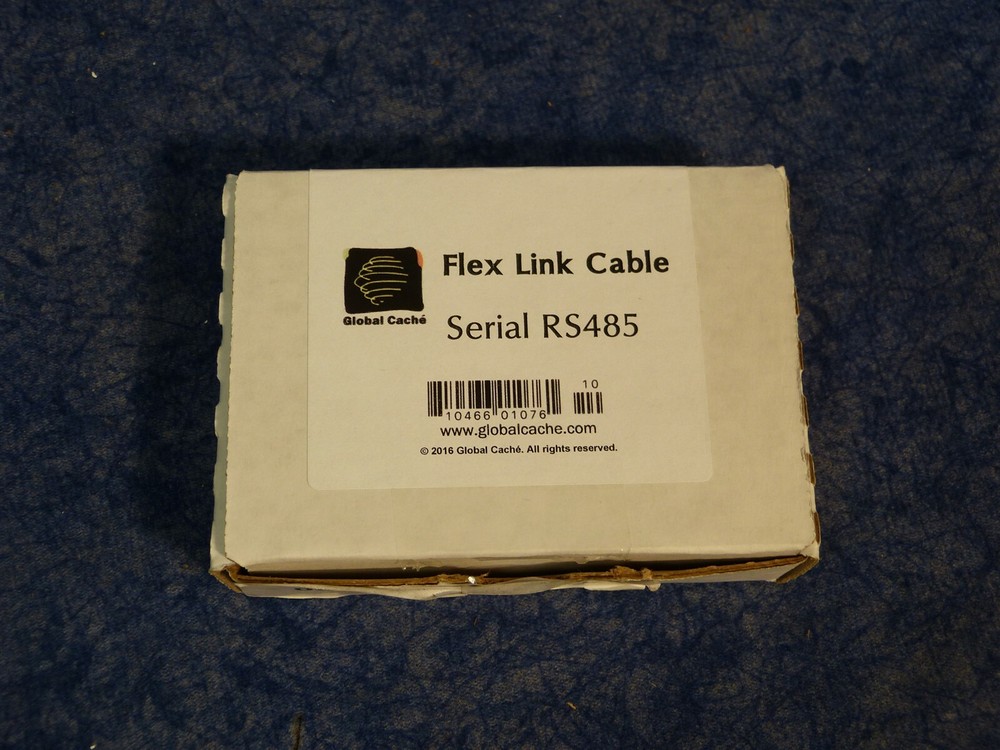 Flex Link Cable
Global Caché
Serial RS485
10
10466 01076
www.globalcache.com
© 2016 Global Caché. All rights reserved.